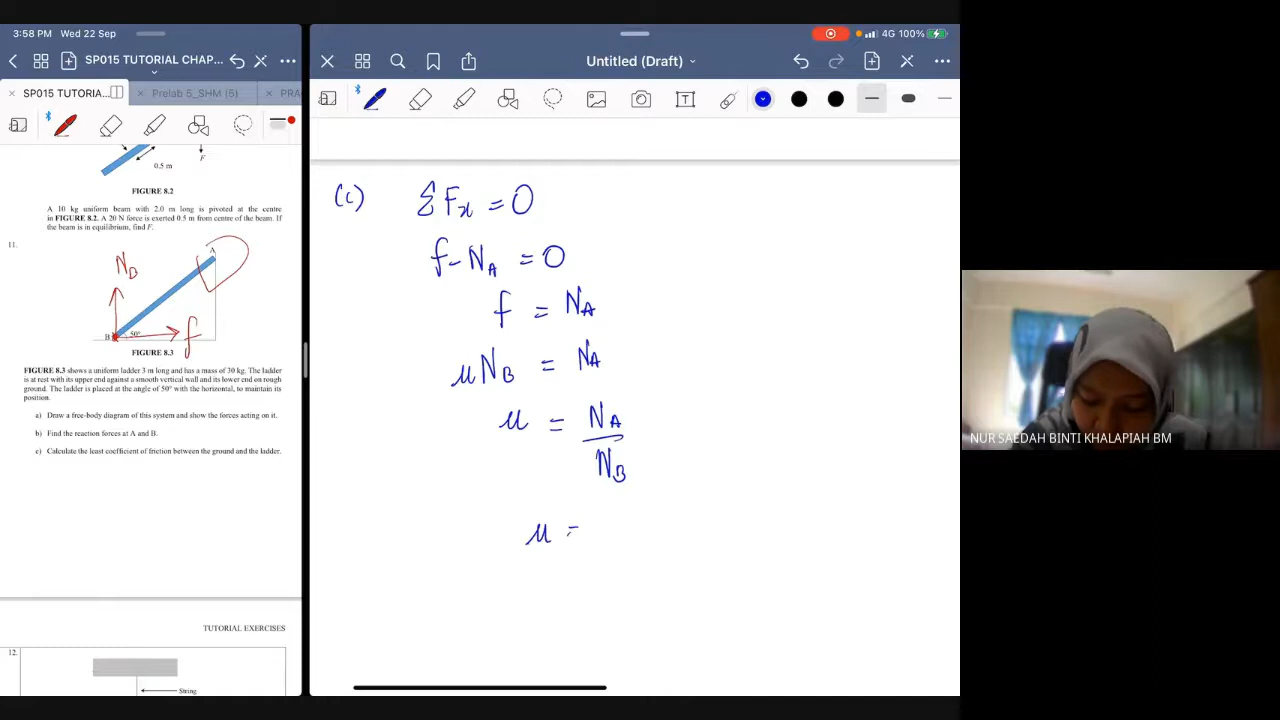 3:58 PM Wed 22 Sep
4G 100%
SP015 TUTORIAL CHAP...
Untitled (Draft)
SP015 TUTORIA...
Prelab 5_SHM (5)
PRA
0.5 m
F
FIGURE 8.2
A 10 kg uniform beam with 2.0 m long is pivoted at the centre
in FIGURE 8.2. A 20 N force is exerted 0.5 m from centre of the beam. If
the beam is in equilibrium, find F.
11.
A
N_B
B
50°
f
FIGURE 8.3
FIGURE 8.3 shows a uniform ladder 3 m long and has a mass of 30 kg. The ladder
is at rest with its upper end against a smooth vertical wall and its lower end on rough
ground. The ladder is placed at the angle of 50° with the horizontal, to maintain its
position.
a) Draw a free-body diagram of this system and show the forces acting on it.
b) Find the reaction forces at A and B.
c) Calculate the least coefficient of friction between the ground and the ladder.
TUTORIAL EXERCISES
12.
String
(c) ΣF_x = 0
f - N_A = 0
f = N_A
μN_B = N_A
μ = N_A
N_B
μ =
NUR SAEDAH BINTI KHALAPIAH BM